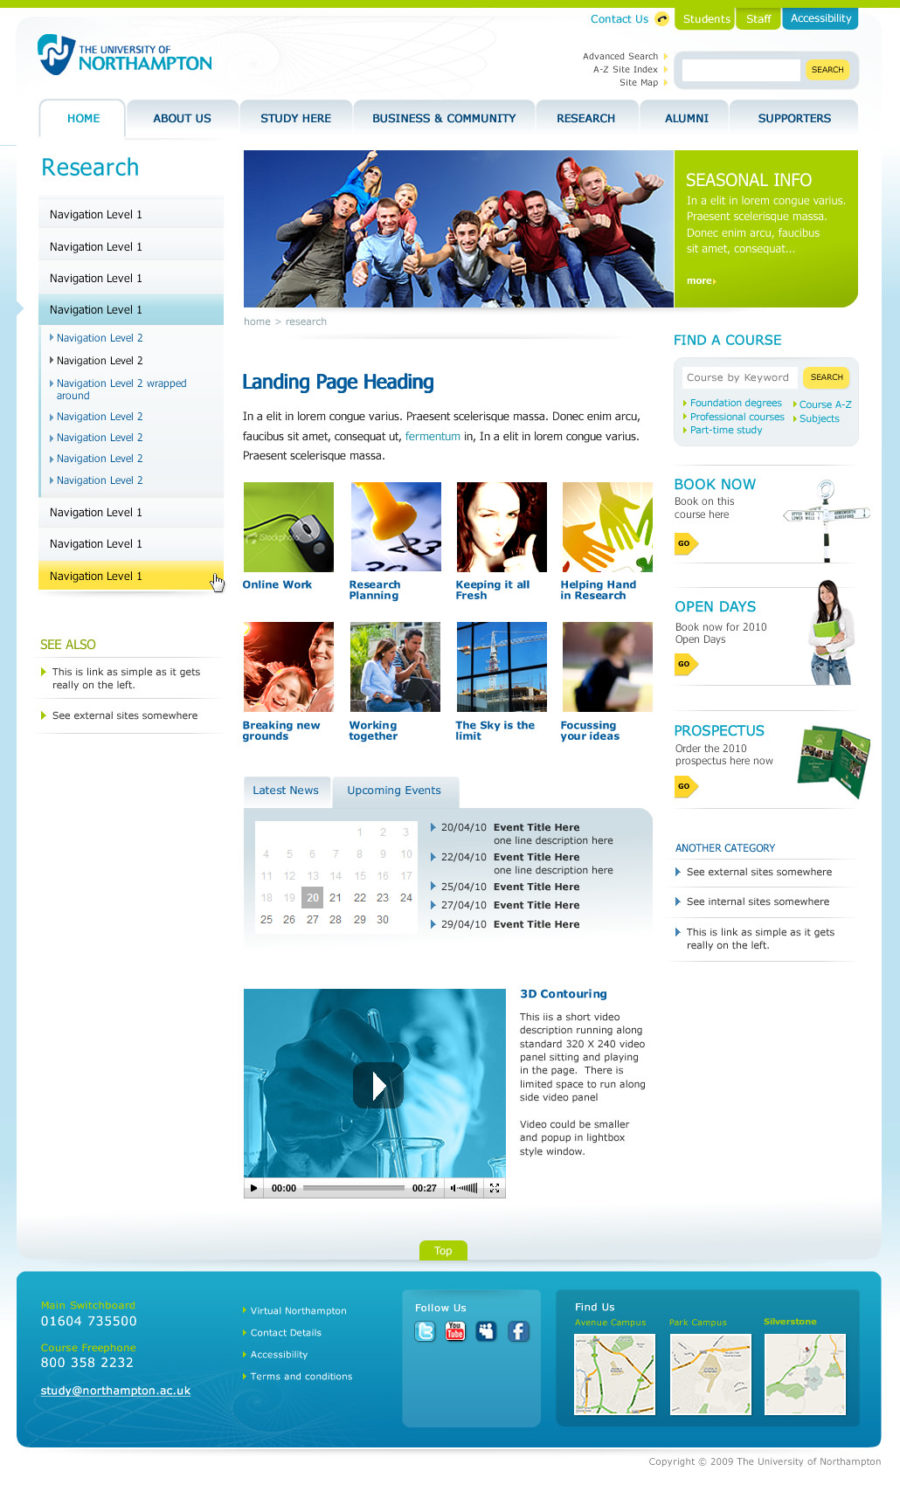 Contact Us
Students
Staff
Accessibility
THE UNIVERSITY OF
NORTHAMPTON
Advanced Search
A-Z Site Index
Site Map
SEARCH
HOME
ABOUT US
STUDY HERE
BUSINESS & COMMUNITY
RESEARCH
ALUMNI
SUPPORTERS
Research
Navigation Level 1
Navigation Level 1
Navigation Level 1
Navigation Level 1
Navigation Level 2
Navigation Level 2
Navigation Level 2 wrapped
around
Navigation Level 2
Navigation Level 2
Navigation Level 2
Navigation Level 2
Navigation Level 1
Navigation Level 1
Navigation Level 1
SEE ALSO
This is link as simple as it gets
really on the left.
See external sites somewhere
SEASONAL INFO
In a elit in lorem congue varius.
Praesent scelerisque massa.
Donec enim arcu, faucibus
sit amet, consequat...
more
home > research
Landing Page Heading
In a elit in lorem congue varius. Praesent scelerisque massa. Donec enim arcu,
faucibus sit amet, consequat ut, fermentum in, In a elit in lorem congue varius.
Praesent scelerisque massa.
iStockphoto
23
Online Work
Research
Planning
Keeping it all
Fresh
Helping Hand
in Research
Breaking new
grounds
Working
together
The Sky is the
limit
Focussing
your ideas
Latest News
Upcoming Events
1 2 3
4 5 6 7 8 9 10
11 12 13 14 15 16 17
18 19 20 21 22 23 24
25 26 27 28 29 30
20/04/10 Event Title Here
one line description here
22/04/10 Event Title Here
one line description here
25/04/10 Event Title Here
27/04/10 Event Title Here
29/04/10 Event Title Here
00:00
00:27
3D Contouring
This iis a short video
description running along
standard 320 X 240 video
panel sitting and playing
in the page. There is
limited space to run along
side video panel
Video could be smaller
and popup in lightbox
style window.
FIND A COURSE
Course by Keyword
SEARCH
Foundation degrees
Professional courses
Part-time study
Course A-Z
Subjects
BOOK NOW
Book on this
course here
GO
OPEN DAYS
Book now for 2010
Open Days
GO
PROSPECTUS
Order the 2010
prospectus here now
GO
ANOTHER CATEGORY
See external sites somewhere
See internal sites somewhere
This is link as simple as it gets
really on the left.
Top
Main Switchboard
01604 735500
Course Freephone
800 358 2232
study@northampton.ac.uk
Virtual Northampton
Contact Details
Accessibility
Terms and conditions
Follow Us
You
Tube
Find Us
Avenue Campus
Park Campus
Silverstone
Copyright © 2009 The University of Northampton